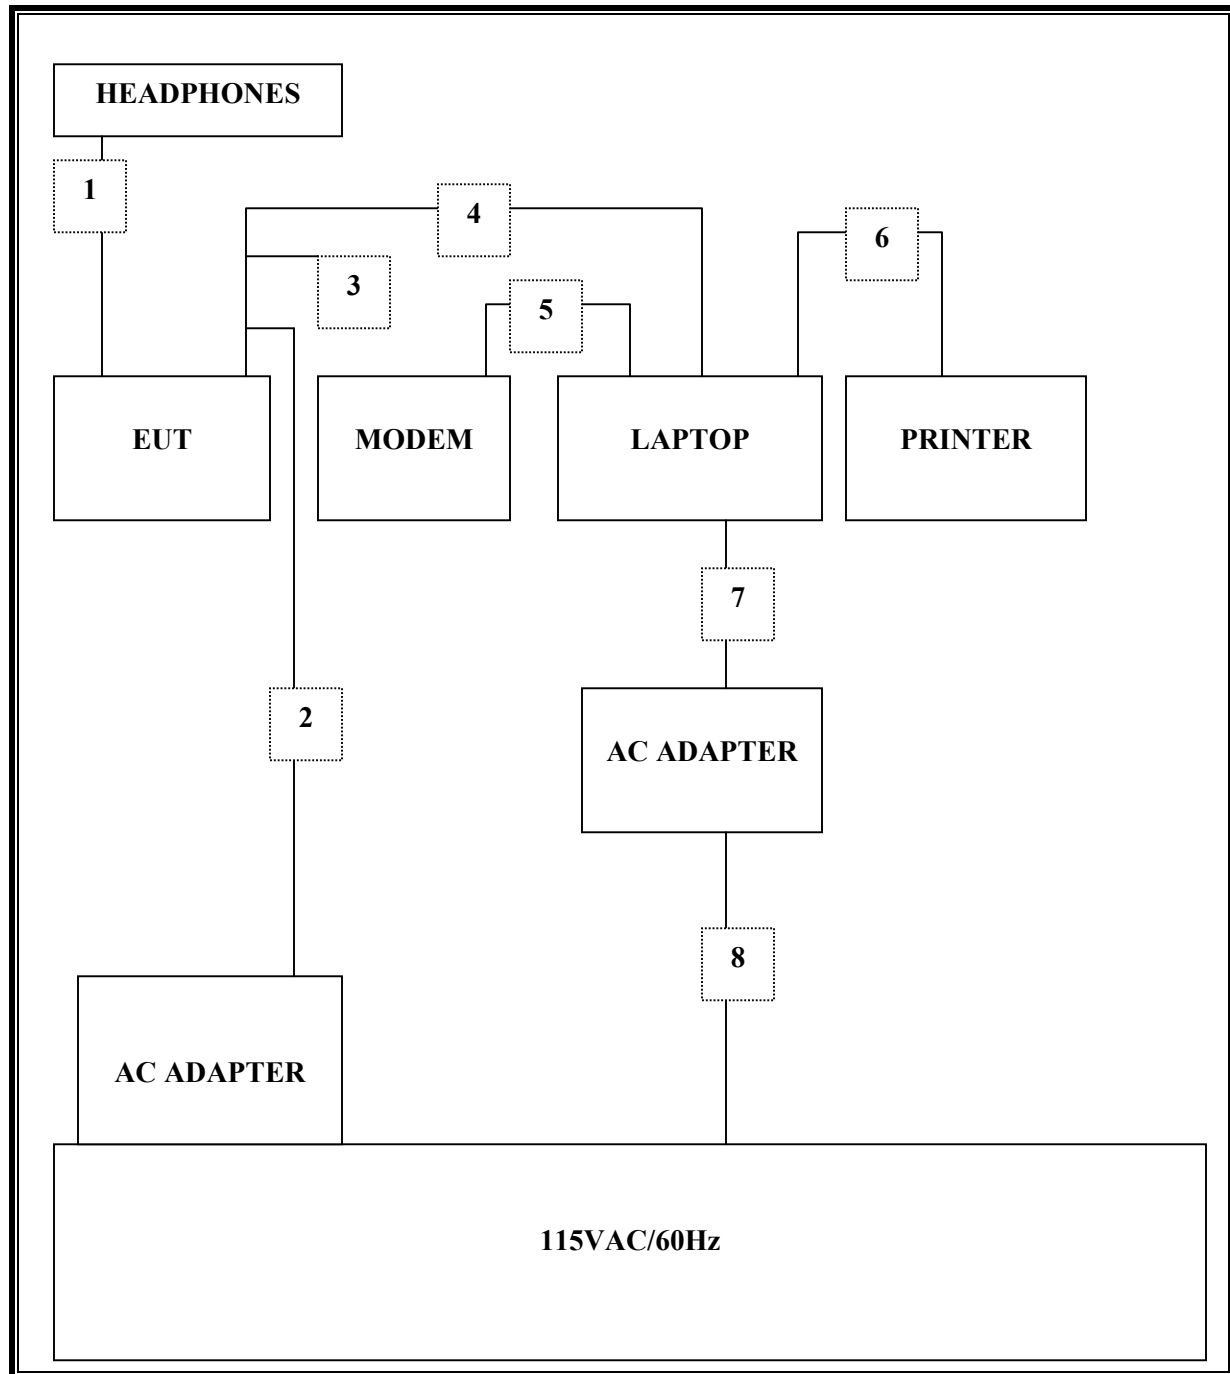 HEADPHONES
1
4
6
3
5
EUT
MODEM
LAPTOP
PRINTER
7
2
AC ADAPTER
8
AC ADAPTER
115VAC/60Hz